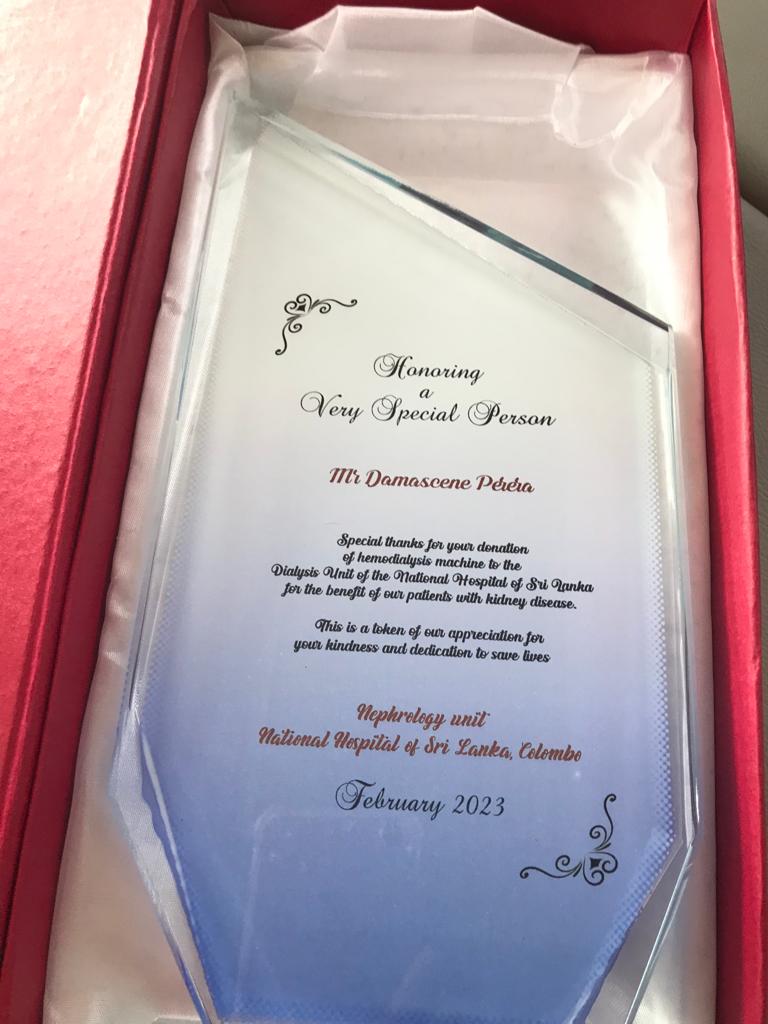 Honoring
a
Very Special Person
Mr Damascene Péréra
Special thanks for your donation
of hemodialysis machine to the
Dialysis Unit of the National Hospital of Sri Lanka
for the benefit of our patients with kidney disease.
This is a token of our appreciation for
your kindness and dedication to save lives
Nephrology unit
National Hospital of Sri Lanka, Colombo
February 2023